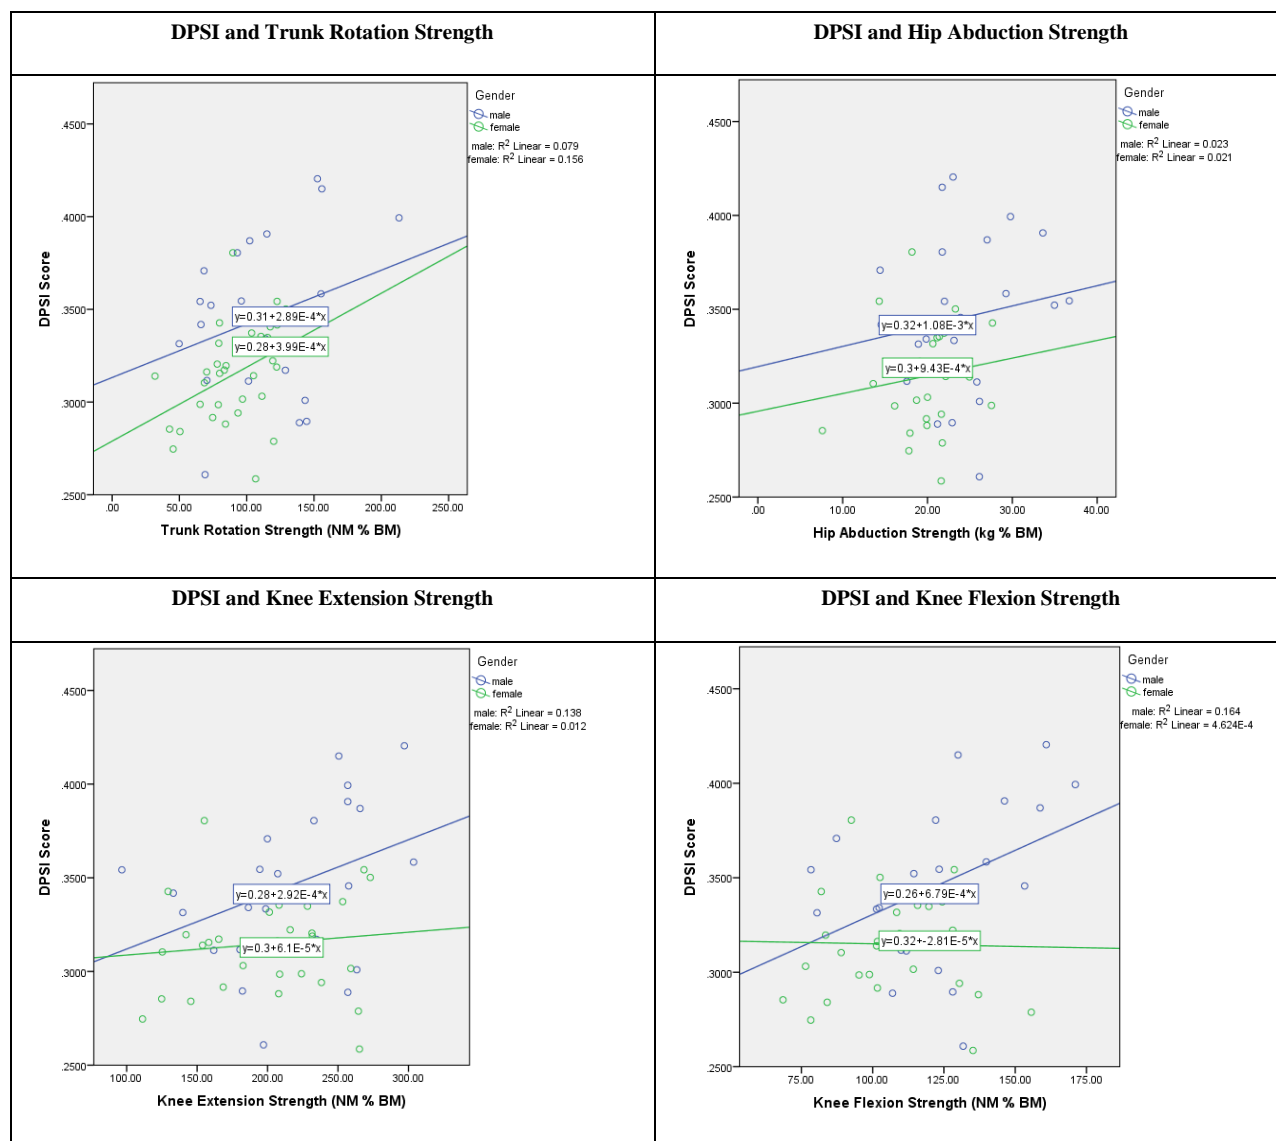 DPSI and Trunk Rotation Strength
DPSI and Hip Abduction Strength
Gender
male
female
male: R2 Linear = 0.079
female: R2 Linear = 0.156
.4500
.4000
.3500
.3000
.2500
DPSI Score
y=0.31+2.89E-4*x
y=0.28+3.99E-4*x
.00
50.00
100.00
150.00
200.00
250.00
Trunk Rotation Strength (NM % BM)
Gender
male
female
male: R2 Linear = 0.023
female: R2 Linear = 0.021
.4500
.4000
.3500
.3000
.2500
DPSI Score
y=0.32+1.08E-3*x
y=0.3+9.43E-4*x
.00
10.00
20.00
30.00
40.00
Hip Abduction Strength (kg % BM)
DPSI and Knee Extension Strength
DPSI and Knee Flexion Strength
Gender
male
female
male: R2 Linear = 0.138
female: R2 Linear = 0.012
.4500
.4000
.3500
.3000
.2500
DPSI Score
y=0.28+2.92E-4*x
y=0.3+6.1E-5*x
100.00
150.00
200.00
250.00
300.00
Knee Extension Strength (NM % BM)
Gender
male
female
male: R2 Linear = 0.164
female: R2 Linear = 4.624E-4
.4500
.4000
.3500
.3000
.2500
DPSI Score
y=0.26+6.79E-4*x
y=0.32+-2.81E-5*x
75.00
100.00
125.00
150.00
175.00
Knee Flexion Strength (NM % BM)